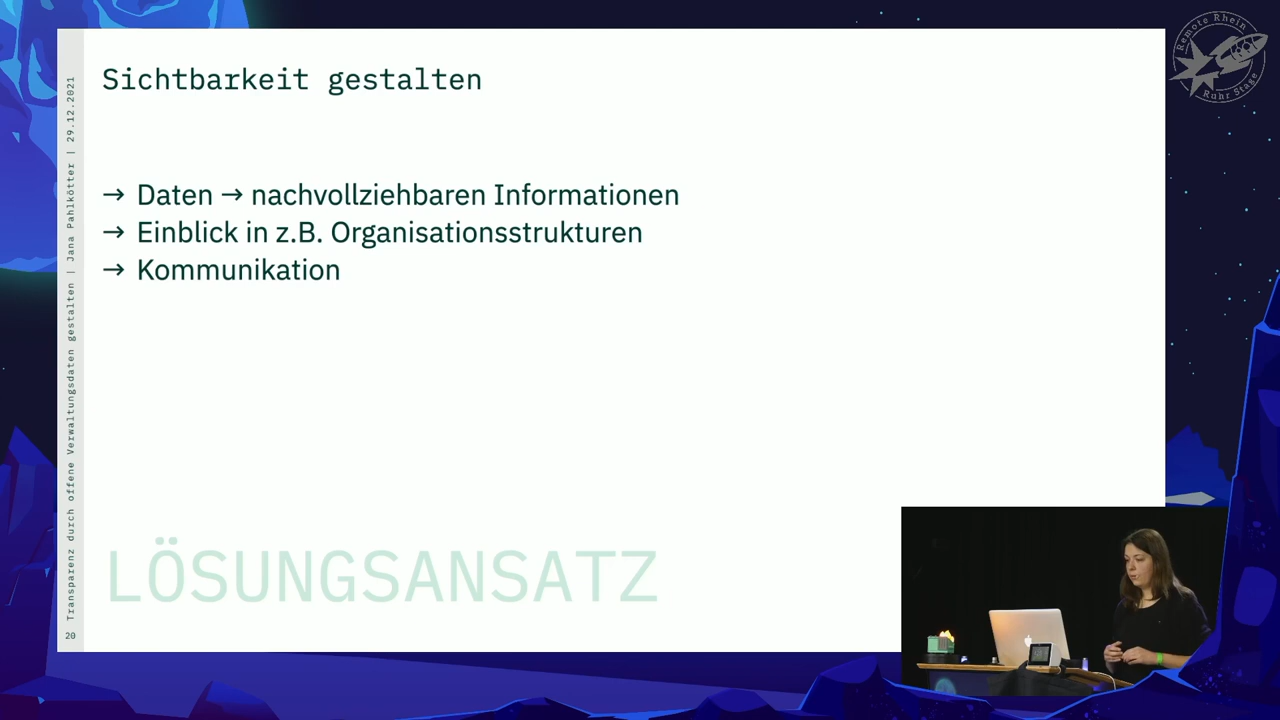 Sichtbarkeit gestalten
→ Daten → nachvollziehbaren Informationen
→ Einblick in z.B. Organisationsstrukturen
→ Kommunikation
LÖSUNGSANSATZ
20 Transparenz durch offene Verwaltungsdaten gestalten | Jana Pahlkötter | 29.12.2021
Remote Rhein
Ruhr Stage